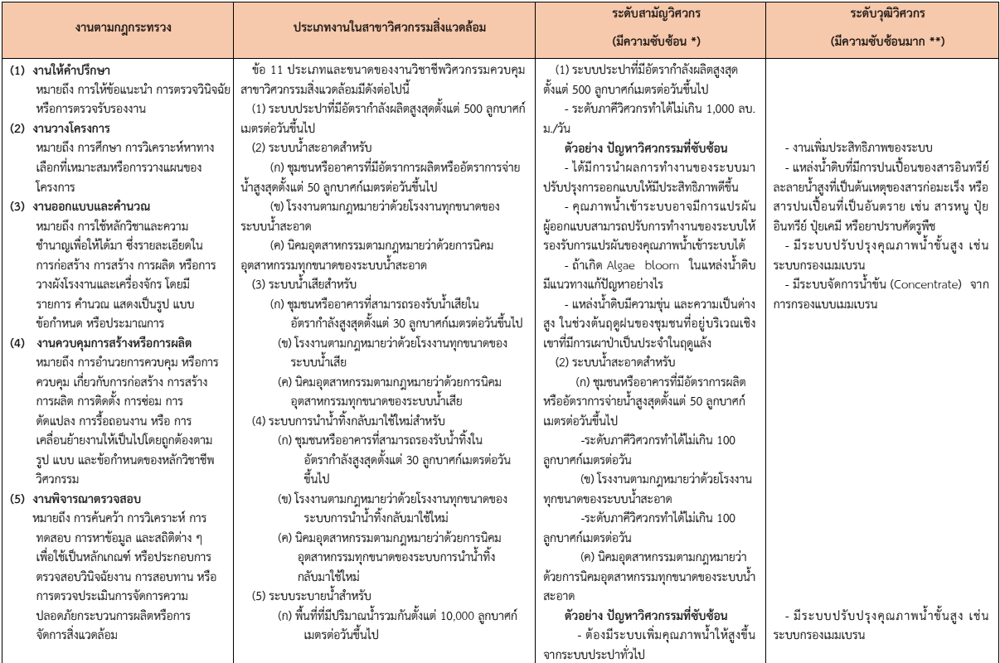 งานตามกฎกระทรวง
ประเภทงานในสาขาวิศวกรรมสิ่งแวดล้อม
ระดับสามัญวิศวกร
(มีความซับซ้อน *)
ระดับวุฒิวิศวกร
(มีความซับซ้อนมาก **)
(1) งานให้คำปรึกษา
หมายถึง การให้ข้อแนะนำ การตรวจวินิจฉัย
หรือการตรวจรับรองงาน
(2) งานวางโครงการ
หมายถึง การศึกษา การวิเคราะห์หาทาง
เลือกที่เหมาะสมหรือการวางแผนของ
โครงการ
(3) งานออกแบบและคำนวณ
หมายถึง การใช้หลักวิชาและความ
ชำนาญเพื่อให้ได้มา ซึ่งรายละเอียดใน
การก่อสร้าง การสร้าง การผลิต หรือการ
วางผังโรงงานและเครื่องจักร โดยมี
รายการ คำนวณ แสดงเป็นรูป แบบ
ข้อกำหนด หรือประมาณการ
(4) งานควบคุมการสร้างหรือการผลิต
หมายถึง การอำนวยการควบคุม หรือการ
ควบคุม เกี่ยวกับการก่อสร้าง การสร้าง
การผลิต การติดตั้ง การซ่อม การ
ดัดแปลง การรื้อถอนงาน หรือ การ
เคลื่อนย้ายงานให้เป็นไปโดยถูกต้องตาม
รูป แบบ และข้อกำหนดของหลักวิชาชีพ
วิศวกรรม
(5) งานพิจารณาตรวจสอบ
หมายถึง การค้นคว้า การวิเคราะห์ การ
ทดสอบ การหาข้อมูล และสถิติต่าง ๆ
เพื่อใช้เป็นหลักเกณฑ์ หรือประกอบการ
ตรวจสอบวินิจฉัยงาน การสอบทาน หรือ
การตรวจประเมินการจัดการความ
ปลอดภัยกระบวนการผลิตหรือการ
จัดการสิ่งแวดล้อม
ข้อ 11 ประเภทและขนาดของงานวิชาชีพวิศวกรรมควบคุม
สาขาวิศวกรรมสิ่งแวดล้อมมีดังต่อไปนี้
(1) ระบบประปาที่มีอัตรากำลังผลิตสูงสุดตั้งแต่ 500 ลูกบาศก์
เมตรต่อวันขึ้นไป
(2) ระบบน้ำสะอาดสำหรับ
(ก) ชุมชนหรืออาคารที่มีอัตราการผลิตหรืออัตราการจ่าย
น้ำสูงสุดตั้งแต่ 50 ลูกบาศก์เมตรต่อวันขึ้นไป
(ข) โรงงานตามกฎหมายว่าด้วยโรงงานทุกขนาดของ
ระบบน้ำสะอาด
(ค) นิคมอุตสาหกรรมตามกฎหมายว่าด้วยการนิคม
อุตสาหกรรมทุกขนาดของระบบน้ำสะอาด
(3) ระบบน้ำเสียสำหรับ
(ก) ชุมชนหรืออาคารที่สามารถรองรับน้ำเสียใน
อัตรากำลังสูงสุดตั้งแต่ 30 ลูกบาศก์เมตรต่อวันขึ้นไป
(ข) โรงงานตามกฎหมายว่าด้วยโรงงานทุกขนาดของ
ระบบน้ำเสีย
(ค) นิคมอุตสาหกรรมตามกฎหมายว่าด้วยการนิคม
อุตสาหกรรมทุกขนาดของระบบน้ำเสีย
(4) ระบบการนำน้ำทิ้งกลับมาใช้ใหม่สำหรับ
(ก) ชุมชนหรืออาคารที่สามารถรองรับน้ำทิ้งใน
อัตรากำลังสูงสุดตั้งแต่ 30 ลูกบาศก์เมตรต่อวัน
ขึ้นไป
(ข) โรงงานตามกฎหมายว่าด้วยโรงงานทุกขนาดของ
ระบบการนำน้ำทิ้งกลับมาใช้ใหม่
(ค) นิคมอุตสาหกรรมตามกฎหมายว่าด้วยการนิคม
อุตสาหกรรมทุกขนาดของระบบการนำน้ำทิ้ง
กลับมาใช้ใหม่
(5) ระบบระบายน้ำสำหรับ
(ก) พื้นที่ที่มีปริมาณน้ำรวมกันตั้งแต่ 10,000 ลูกบาศก์
เมตรต่อวันขึ้นไป
(1) ระบบประปาที่มีอัตรากำลังผลิตสูงสุด
ตั้งแต่ 500 ลูกบาศก์เมตรต่อวันขึ้นไป
- ระดับภาคีวิศวกรทำได้ไม่เกิน 1,000 ลบ.
ม./วัน
ตัวอย่าง ปัญหาวิศวกรรมที่ซับซ้อน
- ได้มีการนำผลการทำงานของระบบมา
ปรับปรุงการออกแบบให้มีประสิทธิภาพดีขึ้น
- คุณภาพน้ำเข้าระบบอาจมีการแปรผัน
ผู้ออกแบบสามารถปรับการทำงานของระบบให้
รองรับการแปรผันของคุณภาพน้ำเข้าระบบได้
- ถ้าเกิด Algae bloom ในแหล่งน้ำดิบ
มีแนวทางแก้ปัญหาอย่างไร
- แหล่งน้ำดิบมีความขุ่น และความเป็นด่าง
สูง ในช่วงต้นฤดูฝนของชุมชนที่อยู่บริเวณเชิง
เขาที่มีการเผาป่าเป็นประจำในฤดูแล้ง
(2) ระบบน้ำสะอาดสำหรับ
(ก) ชุมชนหรืออาคารที่มีอัตราการผลิต
หรืออัตราการจ่ายน้ำสูงสุดตั้งแต่ 50 ลูกบาศก์
เมตรต่อวันขึ้นไป
-ระดับภาคีวิศวกรทำได้ไม่เกิน 100
ลูกบาศก์เมตรต่อวัน
(ข) โรงงานตามกฎหมายว่าด้วยโรงงาน
ทุกขนาดของระบบน้ำสะอาด
-ระดับภาคีวิศวกรทำได้ไม่เกิน 100
ลูกบาศก์เมตรต่อวัน
(ค) นิคมอุตสาหกรรมตามกฎหมายว่า
ด้วยการนิคมอุตสาหกรรมทุกขนาดของระบบน้ำ
สะอาด
ตัวอย่าง ปัญหาวิศวกรรมที่ซับซ้อน
- ต้องมีระบบเพิ่มคุณภาพน้ำให้สูงขึ้น
จากระบบประปาทั่วไป
- งานเพิ่มประสิทธิภาพของระบบ
- แหล่งน้ำดิบที่มีการปนเปื้อนของสารอินทรีย์
ละลายน้ำสูงที่เป็นต้นเหตุของสารก่อมะเร็ง หรือ
สารปนเปื้อนที่เป็นอันตราย เช่น สารหนู ปุ๋ย
อินทรีย์ ปุ๋ยเคมี หรือยาปราบศัตรูพืช
- มีระบบปรับปรุงคุณภาพน้ำขั้นสูง เช่น
ระบบกรองเมมเบรน
- มีระบบจัดการน้ำข้น (Concentrate) จาก
การกรองแบบเมมเบรน
- มีระบบปรับปรุงคุณภาพน้ำขั้นสูง เช่น
ระบบกรองเมมเบรน